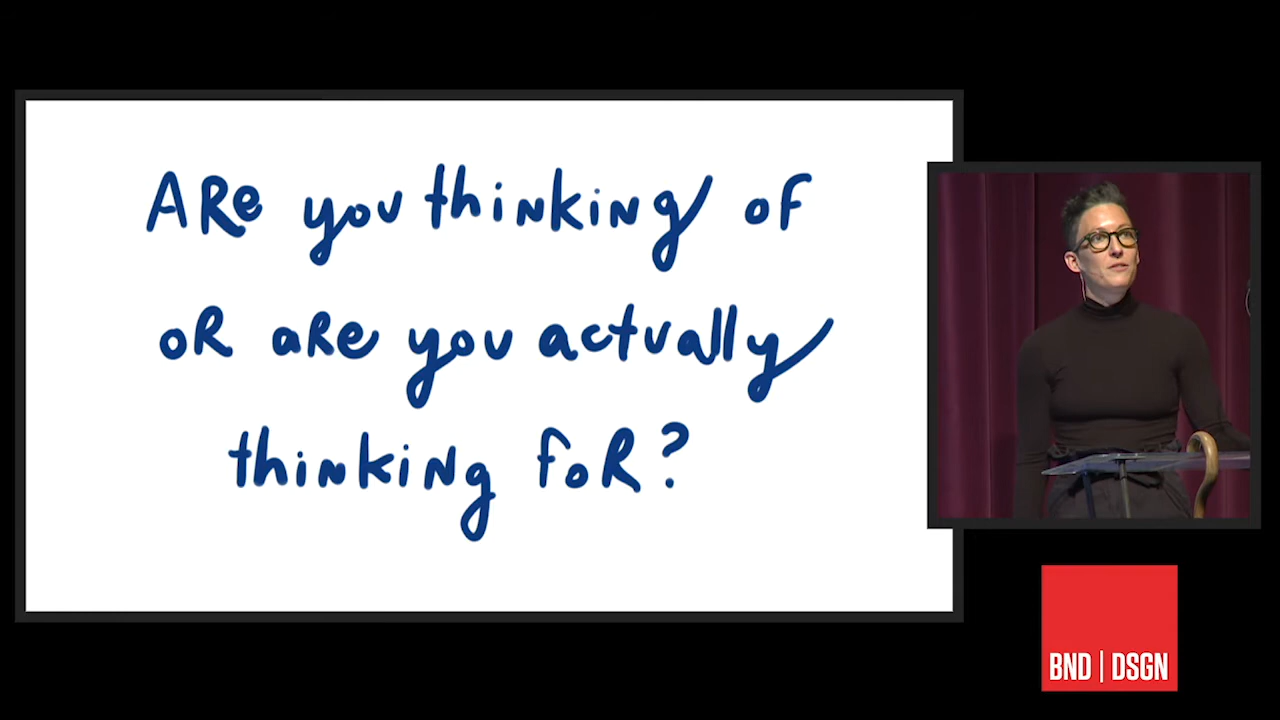 ARe you thinking of
oR aRe you actually
thinking foR?
BND | DSGN